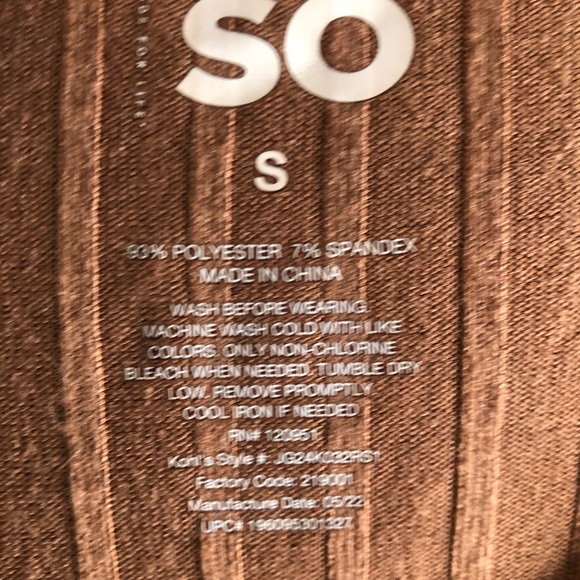 SO
S
93% POLYESTER 7% SPANDEX
MADE IN CHINA
WASH BEFORE WEARING.
MACHINE WASH COLD WITH LIKE
COLORS. ONLY NON-CHLORINE
BLEACH WHEN NEEDED. TUMBLE DRY
LOW. REMOVE PROMPTLY
COOL IRON IF NEEDED
RN# 120951
Kohl's Style #: JG24K032RS1
Factory Code: 219001
Manufacture Date: 05/22
UPC# 196095301327